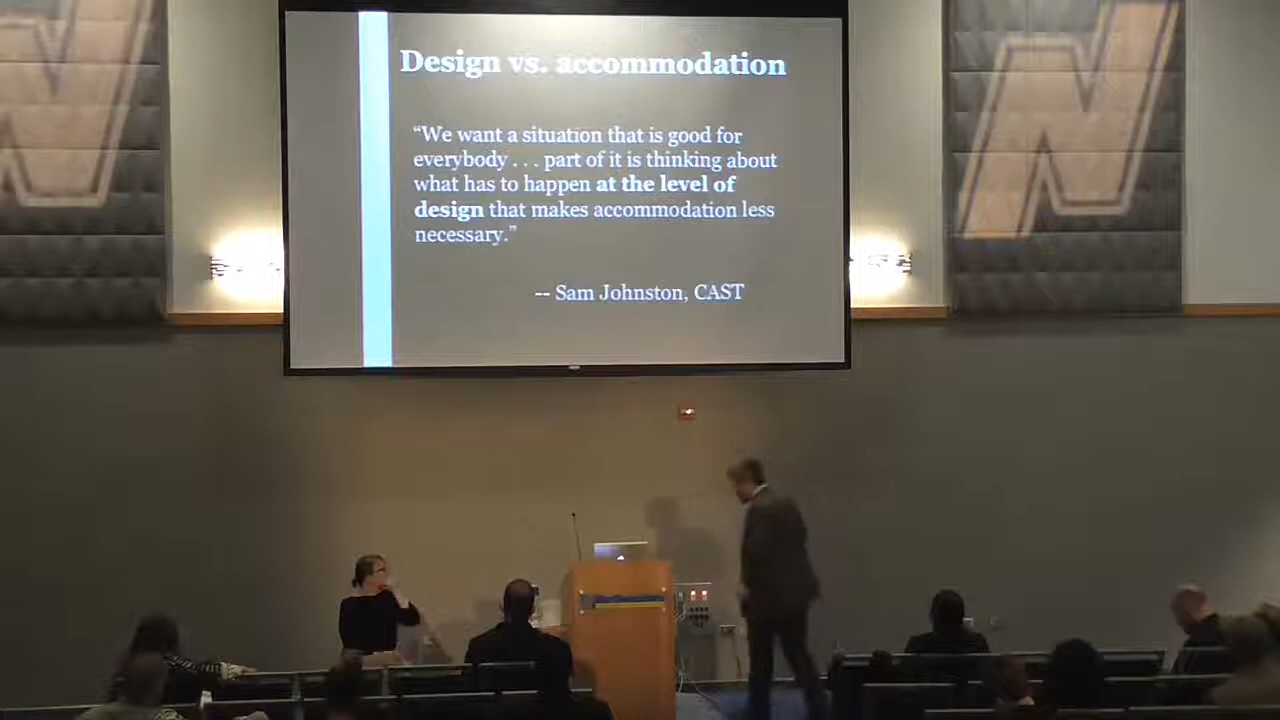 Design vs. accommodation
“We want a situation that is good for
everybody . . . part of it is thinking about
what has to happen at the level of
design that makes accommodation less
necessary.”
-- Sam Johnston, CAST
N
N